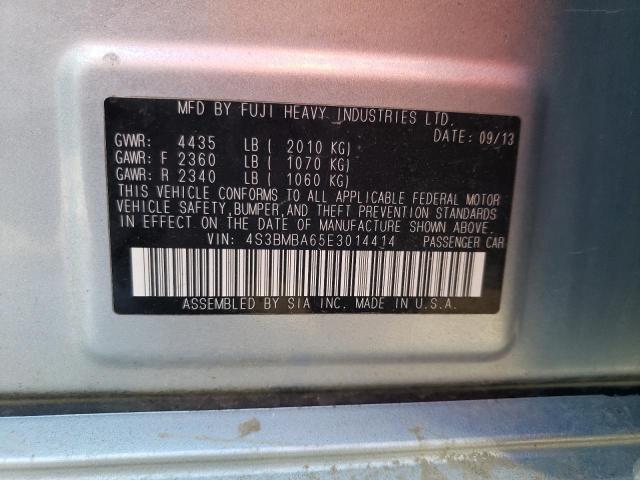 MFD BY FUJI HEAVY INDUSTRIES LTD.
DATE: 09/13
GVWR: 4435 LB ( 2010 KG)
GAWR: F 2360 LB ( 1070 KG)
GAWR: R 2340 LB ( 1060 KG)
THIS VEHICLE CONFORMS TO ALL APPLICABLE FEDERAL MOTOR
VEHICLE SAFETY, BUMPER, AND THEFT PREVENTION STANDARDS
IN EFFECT ON THE DATE OF MANUFACTURE SHOWN ABOVE.
VIN: 4S3BMBA65E3014414 PASSENGER CAR
ASSEMBLED BY SIA INC. MADE IN U.S.A.